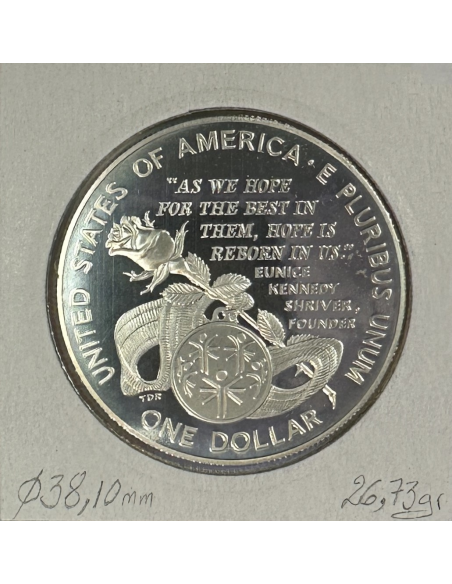 UNITED STATES OF AMERICA · E PLURIBUS UNUM
"AS WE HOPE
FOR THE BEST IN
THEM, HOPE IS
REBORN IN US."
EUNICE
KENNEDY
SHRIVER,
FOUNDER
TDR
ONE DOLLAR
Ø38,10mm
26,73gr